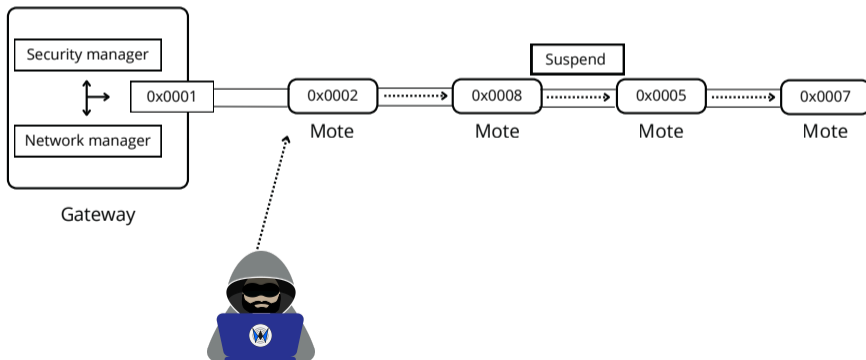 Security manager
Suspend
0x0001
0x0002
0x0008
0x0005
0x0007
Network manager
Mote
Mote
Mote
Mote
Gateway